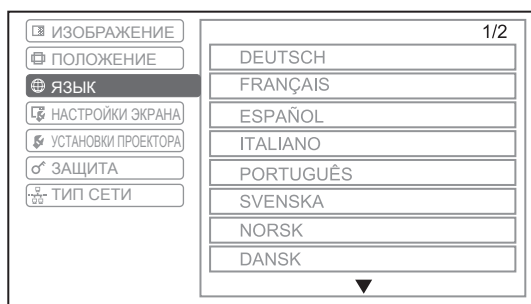 ИЗОБРАЖЕНИЕ
ПОЛОЖЕНИЕ
ЯЗЫК
НАСТРОЙКИ ЭКРАНА
УСТАНОВКИ ПРОЕКТОРА
ЗАЩИТА
ТИП СЕТИ
1/2
DEUTSCH
FRANÇAIS
ESPAÑOL
ITALIANO
PORTUGUÊS
SVENSKA
NORSK
DANSK